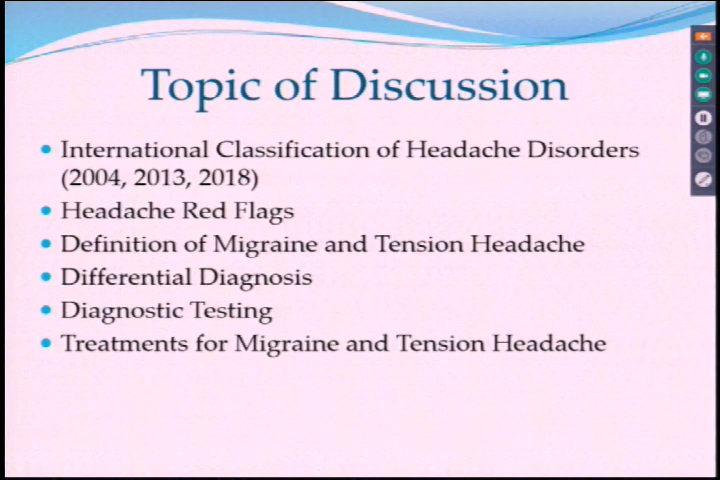 Topic of Discussion
• International Classification of Headache Disorders
(2004, 2013, 2018)
• Headache Red Flags
• Definition of Migraine and Tension Headache
• Differential Diagnosis
• Diagnostic Testing
• Treatments for Migraine and Tension Headache